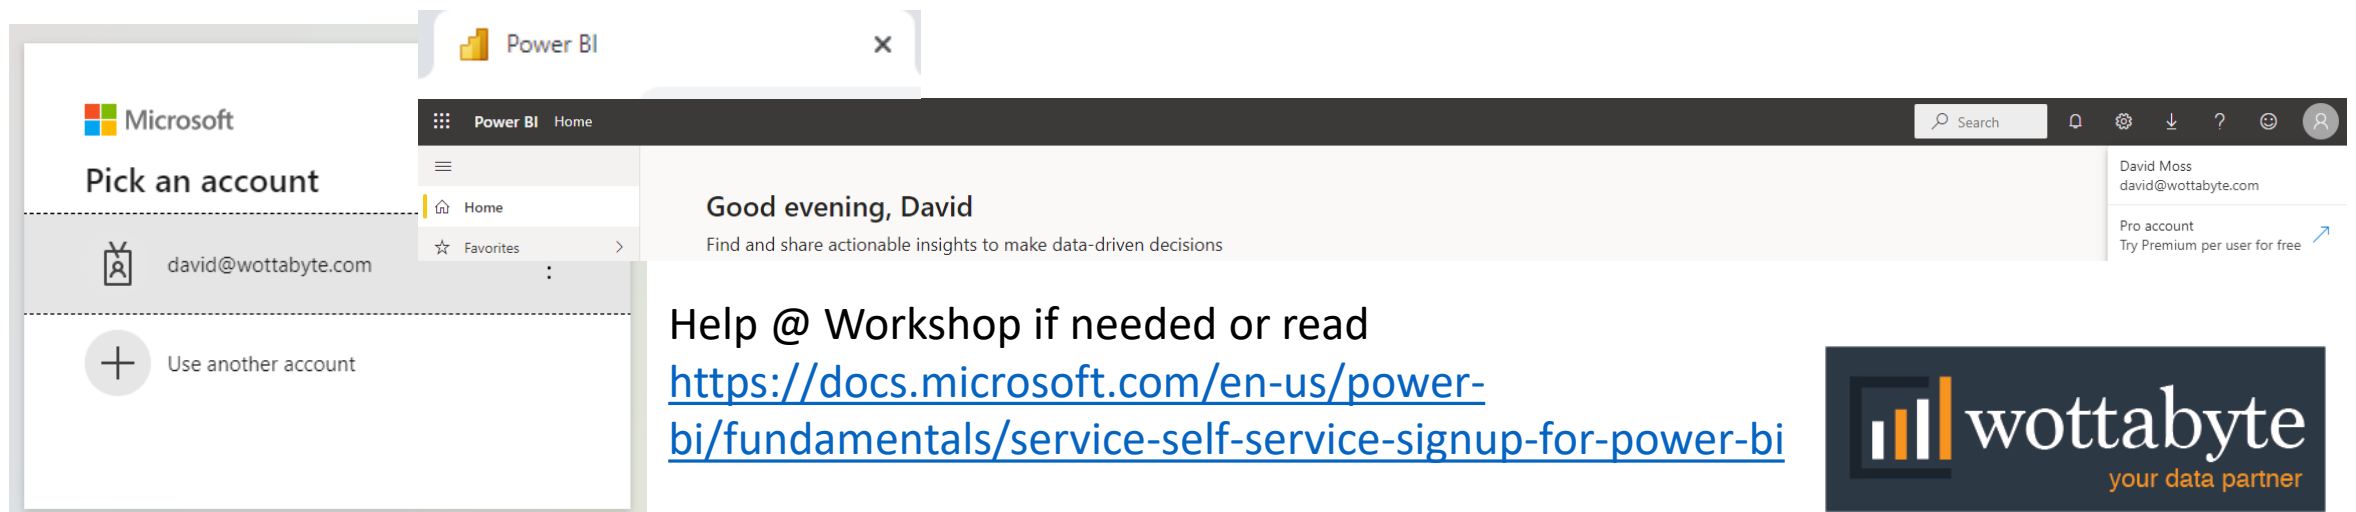 Power BI
Microsoft
Pick an account
david@wottabyte.com
Use another account
Power BI Home
Search
Home
Favorites
Good evening, David
Find and share actionable insights to make data-driven decisions
David Moss
david@wottabyte.com
Pro account
Try Premium per user for free
Help @ Workshop if needed or read
https://docs.microsoft.com/en-us/power-
bi/fundamentals/service-self-service-signup-for-power-bi
wottabyte
your data partner